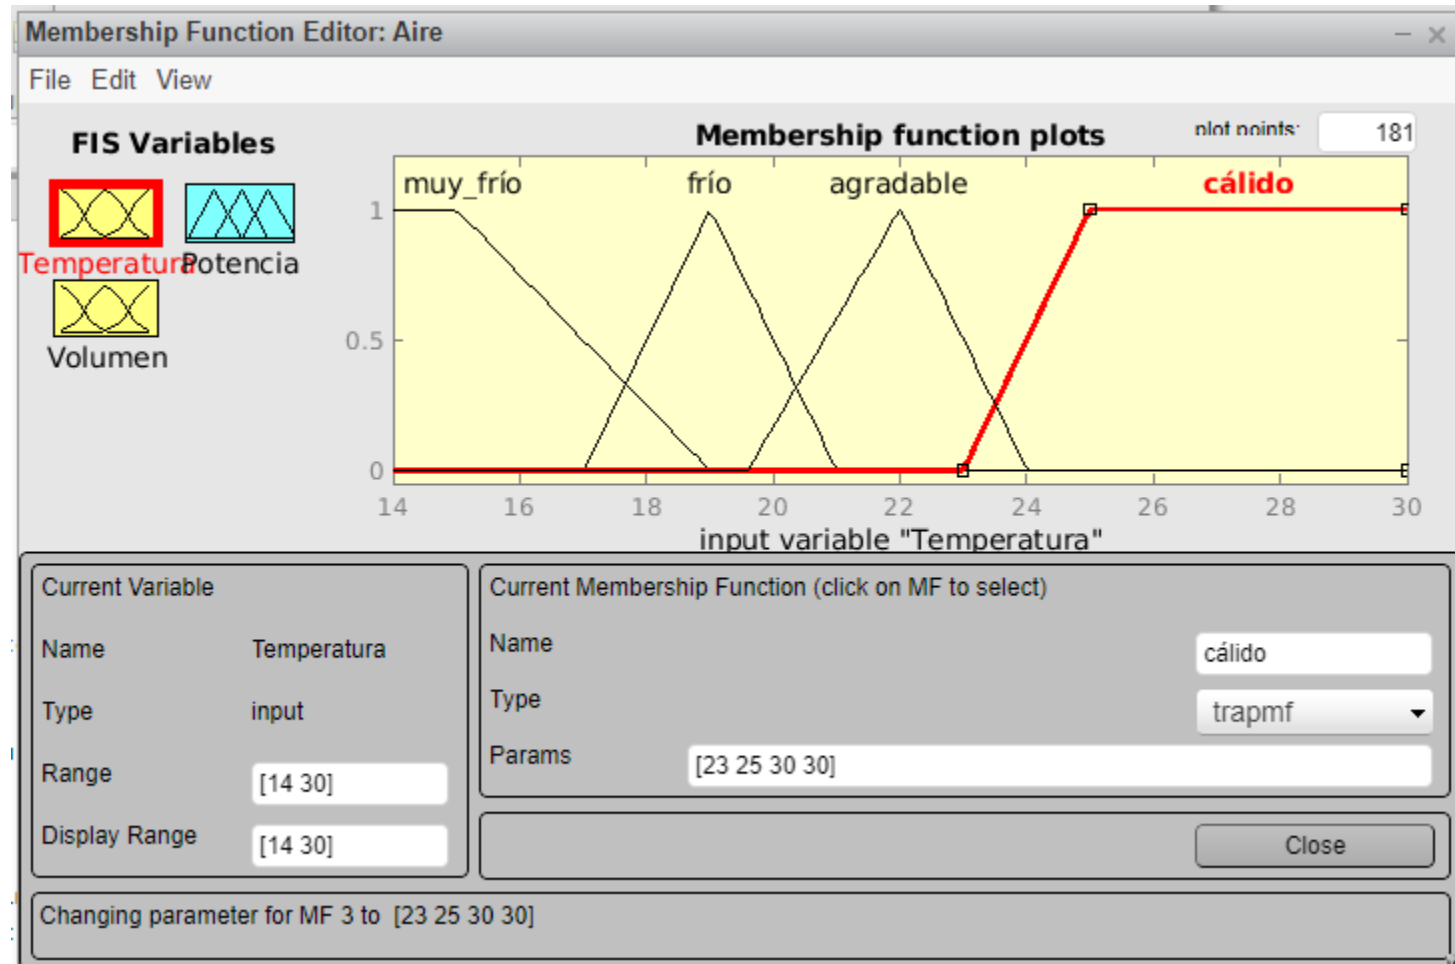 Membership Function Editor: Aire
File Edit View
FIS Variables
Temperatura
Potencia
Volumen
Membership function plots
plot points:
181
muy_frío frío agradable cálido
1
0.5
0
14 16 18 20 22 24 26 28 30
input variable "Temperatura"
Current Variable
Name Temperatura
Type input
Range [14 30]
Display Range [14 30]
Current Membership Function (click on MF to select)
Name cálido
Type trapmf
Params [23 25 30 30]
Close
Changing parameter for MF 3 to [23 25 30 30]